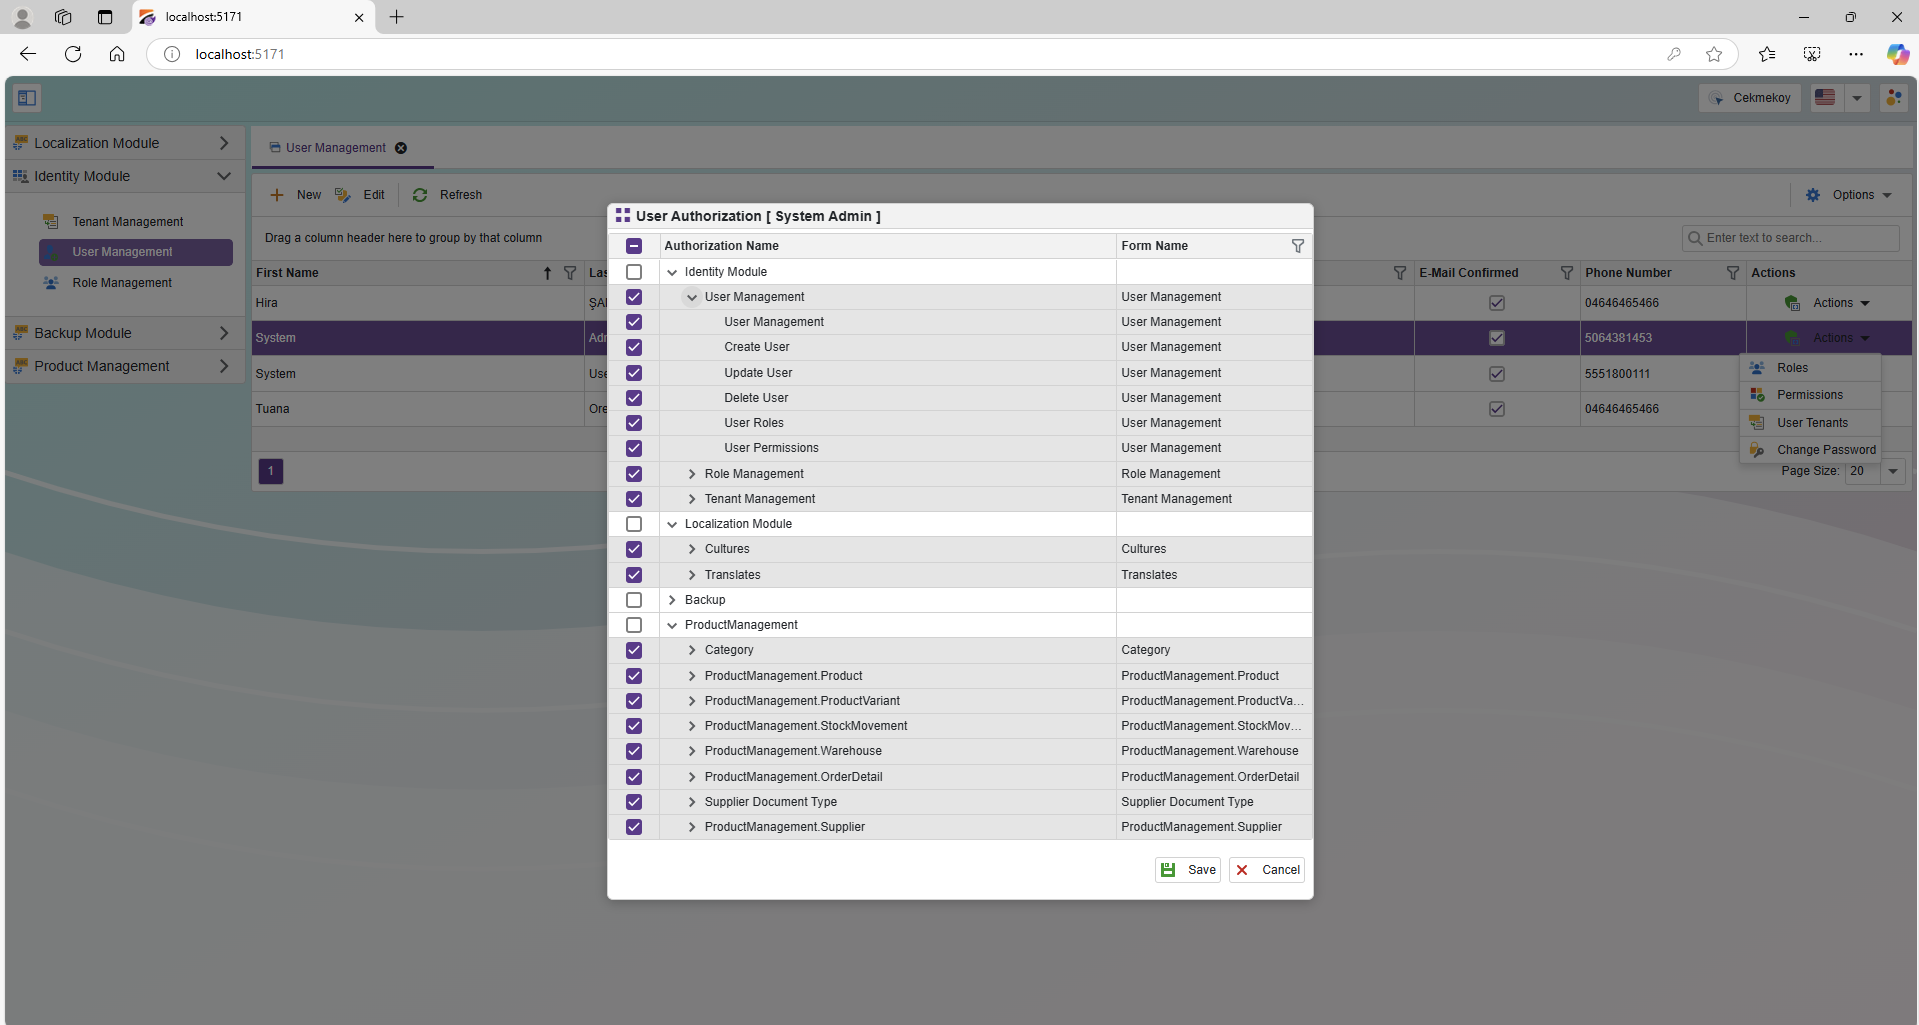 localhost:5171
localhost:5171
Cekmekoy
Localization Module
Identity Module
Tenant Management
User Management
Role Management
Backup Module
Product Management
User Management
New
Edit
Refresh
Options
Drag a column header here to group by that column
Enter text to search...
First Name
Las
E-Mail Confirmed
Phone Number
Actions
Hira
ŞAI
04646465466
Actions
System
Adm
5064381453
Actions
System
Use
5551800111
Tuana
Ore
04646465466
Roles
Permissions
User Tenants
Change Password
1
Page Size:
20
User Authorization [ System Admin ]
Authorization Name
Form Name
Identity Module
User Management
User Management
User Management
User Management
Create User
User Management
Update User
User Management
Delete User
User Management
User Roles
User Management
User Permissions
User Management
Role Management
Role Management
Tenant Management
Tenant Management
Localization Module
Cultures
Cultures
Translates
Translates
Backup
ProductManagement
Category
Category
ProductManagement.Product
ProductManagement.Product
ProductManagement.ProductVariant
ProductManagement.ProductVa...
ProductManagement.StockMovement
ProductManagement.StockMov...
ProductManagement.Warehouse
ProductManagement.Warehouse
ProductManagement.OrderDetail
ProductManagement.OrderDetail
Supplier Document Type
Supplier Document Type
ProductManagement.Supplier
ProductManagement.Supplier
Save
Cancel